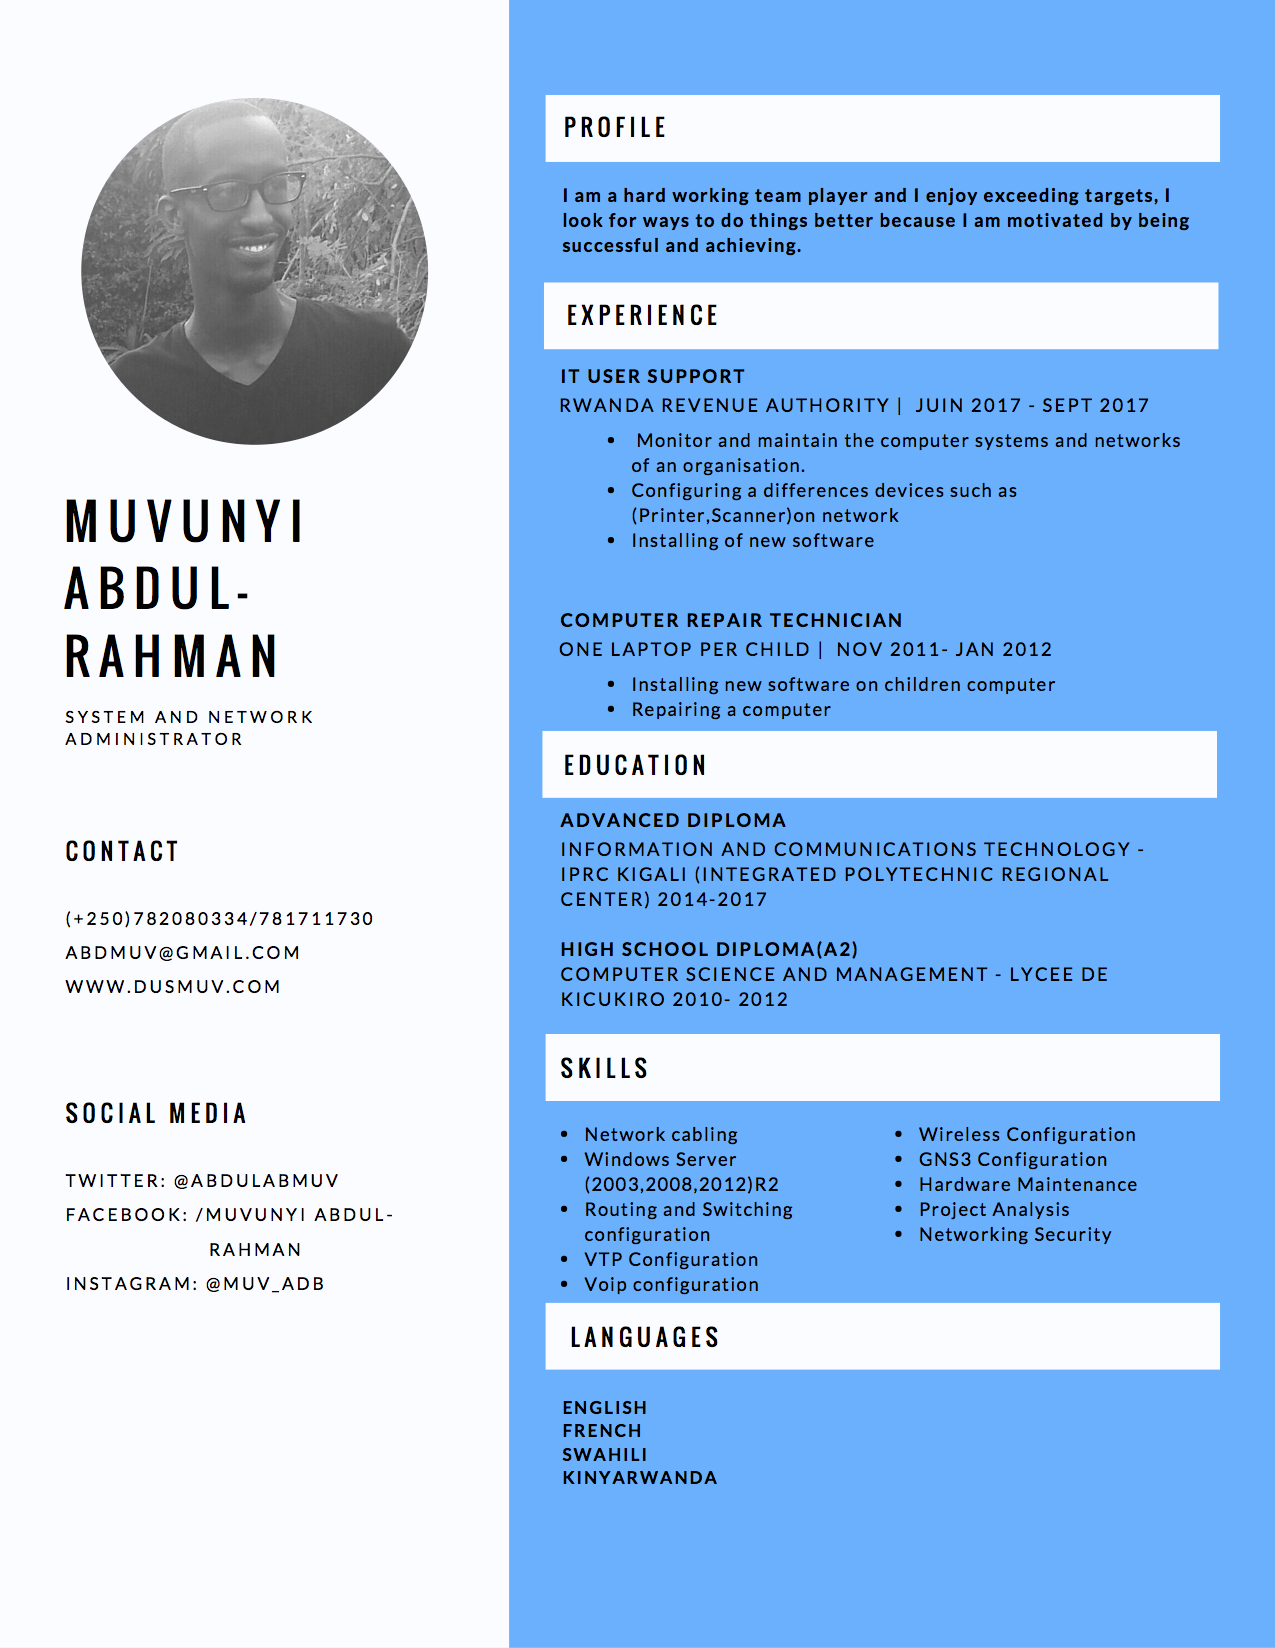 MUVUNYI
ABDUL-
RAHMAN
SYSTEM AND NETWORK
ADMINISTRATOR
CONTACT
(+250)782080334/781711730
ABDMUV@GMAIL.COM
WWW.DUSMUV.COM
SOCIAL MEDIA
TWITTER: @ABDULABMUV
FACEBOOK: /MUVUNYI ABDUL-
RAHMAN
INSTAGRAM: @MUV_ADB
PROFILE
I am a hard working team player and I enjoy exceeding targets, I
look for ways to do things better because I am motivated by being
successful and achieving.
EXPERIENCE
IT USER SUPPORT
RWANDA REVENUE AUTHORITY | JUIN 2017 - SEPT 2017
• Monitor and maintain the computer systems and networks
of an organisation.
• Configuring a differences devices such as
(Printer,Scanner)on network
• Installing of new software
COMPUTER REPAIR TECHNICIAN
ONE LAPTOP PER CHILD | NOV 2011- JAN 2012
• Installing new software on children computer
• Repairing a computer
EDUCATION
ADVANCED DIPLOMA
INFORMATION AND COMMUNICATIONS TECHNOLOGY -
IPRC KIGALI (INTEGRATED POLYTECHNIC REGIONAL
CENTER) 2014-2017
HIGH SCHOOL DIPLOMA(A2)
COMPUTER SCIENCE AND MANAGEMENT - LYCEE DE
KICUKIRO 2010- 2012
SKILLS
• Network cabling
• Windows Server
(2003,2008,2012)R2
• Routing and Switching
configuration
• VTP Configuration
• Voip configuration
• Wireless Configuration
• GNS3 Configuration
• Hardware Maintenance
• Project Analysis
• Networking Security
LANGUAGES
ENGLISH
FRENCH
SWAHILI
KINYARWANDA